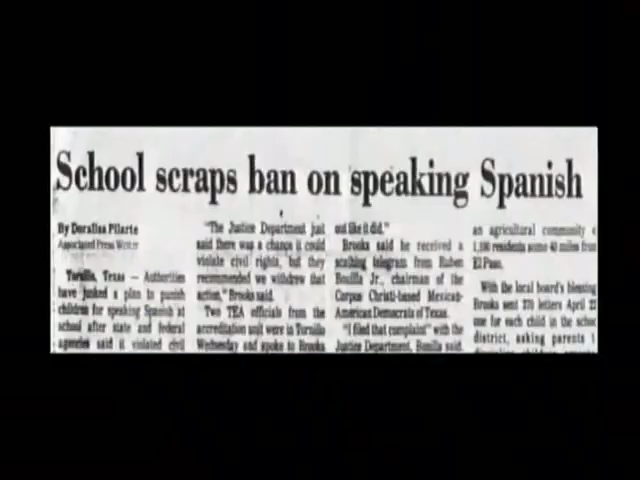 School scraps ban on speaking Spanish
By Doralisa Pilarte
Associated Press Writer
Tornillo, Texas — Authorities
have junked a plan to punish
children for speaking Spanish at
school after state and federal
agencies said it violated civil
"The Justice Department just
said there was a chance it could
violate civil rights, but they
recommended we withdrew that
action," Brooks said.
Two TEA officials from the
accreditation unit were in Tornillo
Wednesday and spoke to Brooks
out like it did."
Brooks said he received a
scathing telegram from Ruben
Bonilla Jr., chairman of the
Corpus Christi-based Mexican-
American Democrats of Texas.
"I filed that complaint" with the
Justice Department, Bonilla said.
an agricultural community
residents some 40 miles from
El Paso.
With the local board's blessing
Brooks sent 270 letters April
one for each child in the school
district, asking parents